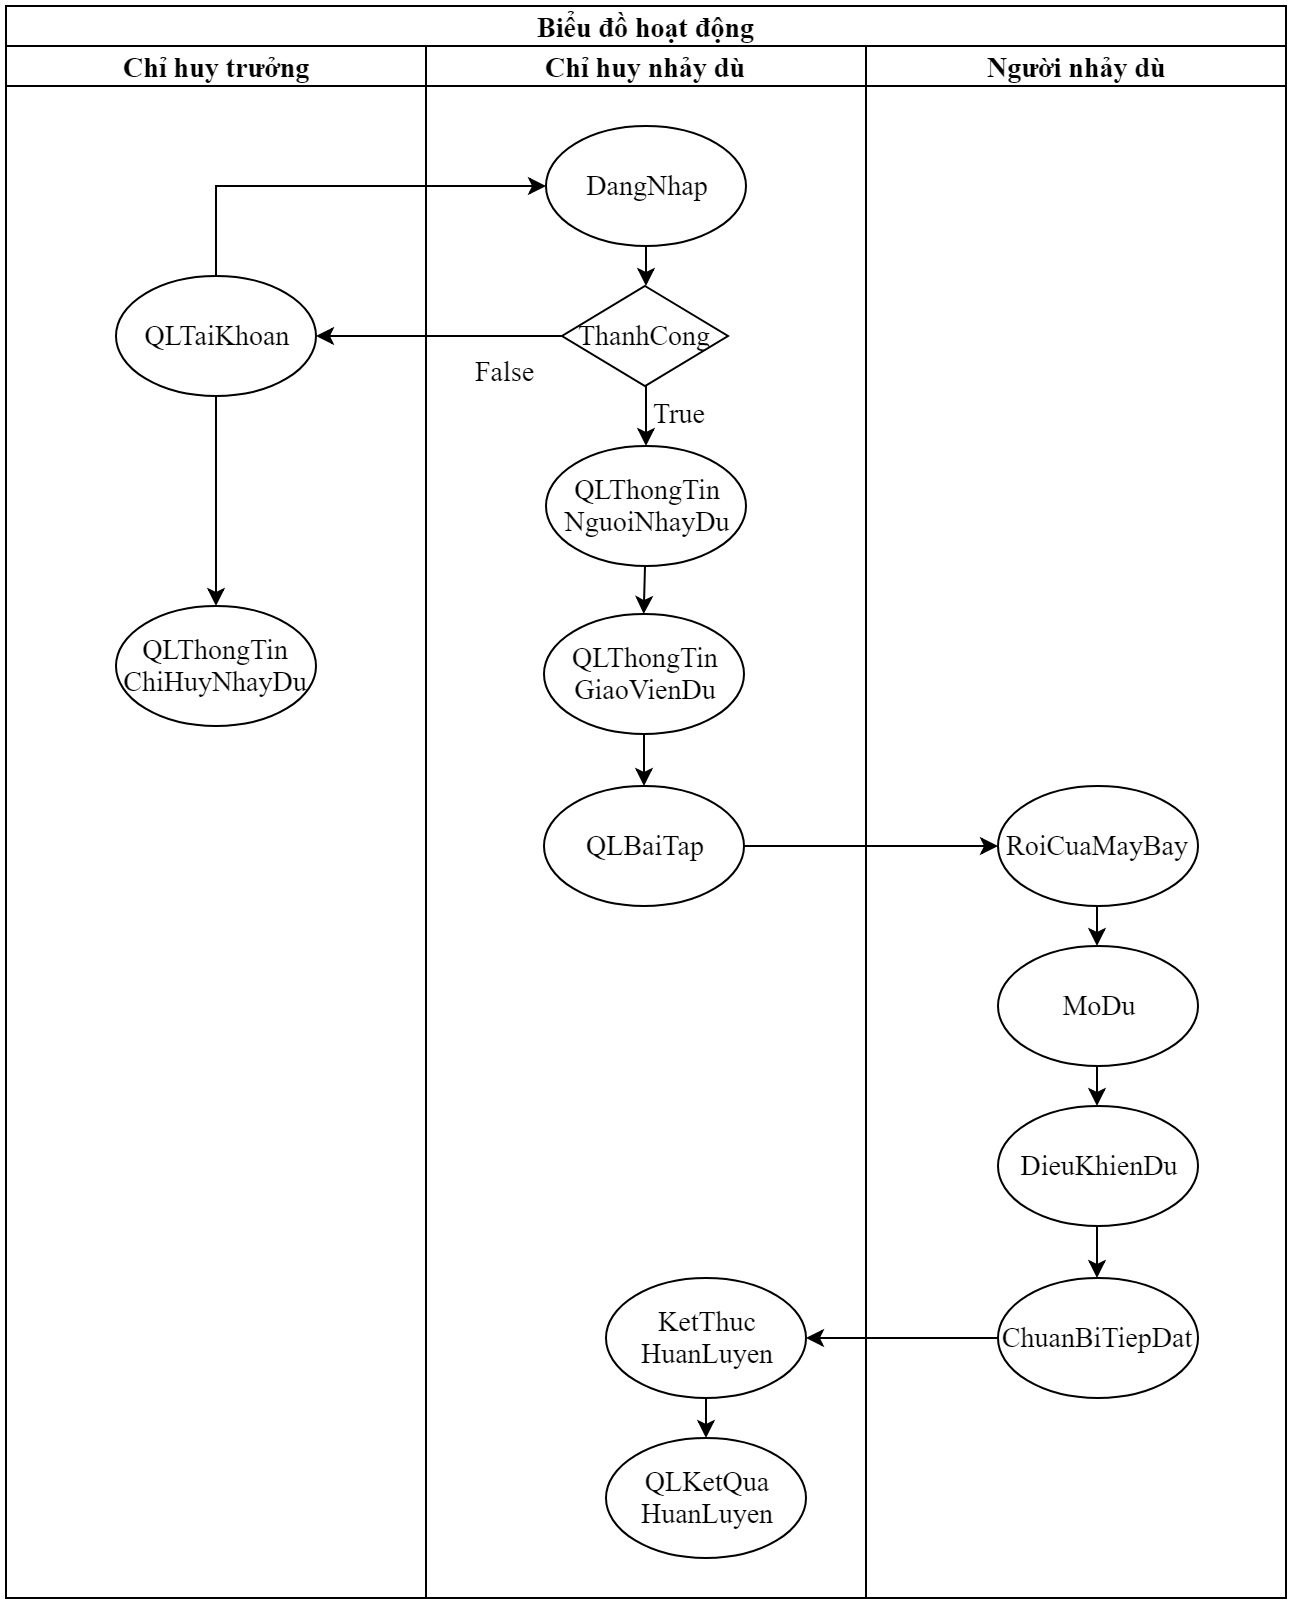 Biểu đồ hoạt động
Chỉ huy trưởng
Chỉ huy nhảy dù
Người nhảy dù
DangNhap
QLTaiKhoan
ThanhCong
False
True
QLThongTin
NguoiNhayDu
QLThongTin
ChiHuyNhayDu
QLThongTin
GiaoVienDu
QLBaiTap
RoiCuaMayBay
MoDu
DieuKhienDu
KetThuc
HuanLuyen
ChuanBiTiepDat
QLKetQua
HuanLuyen